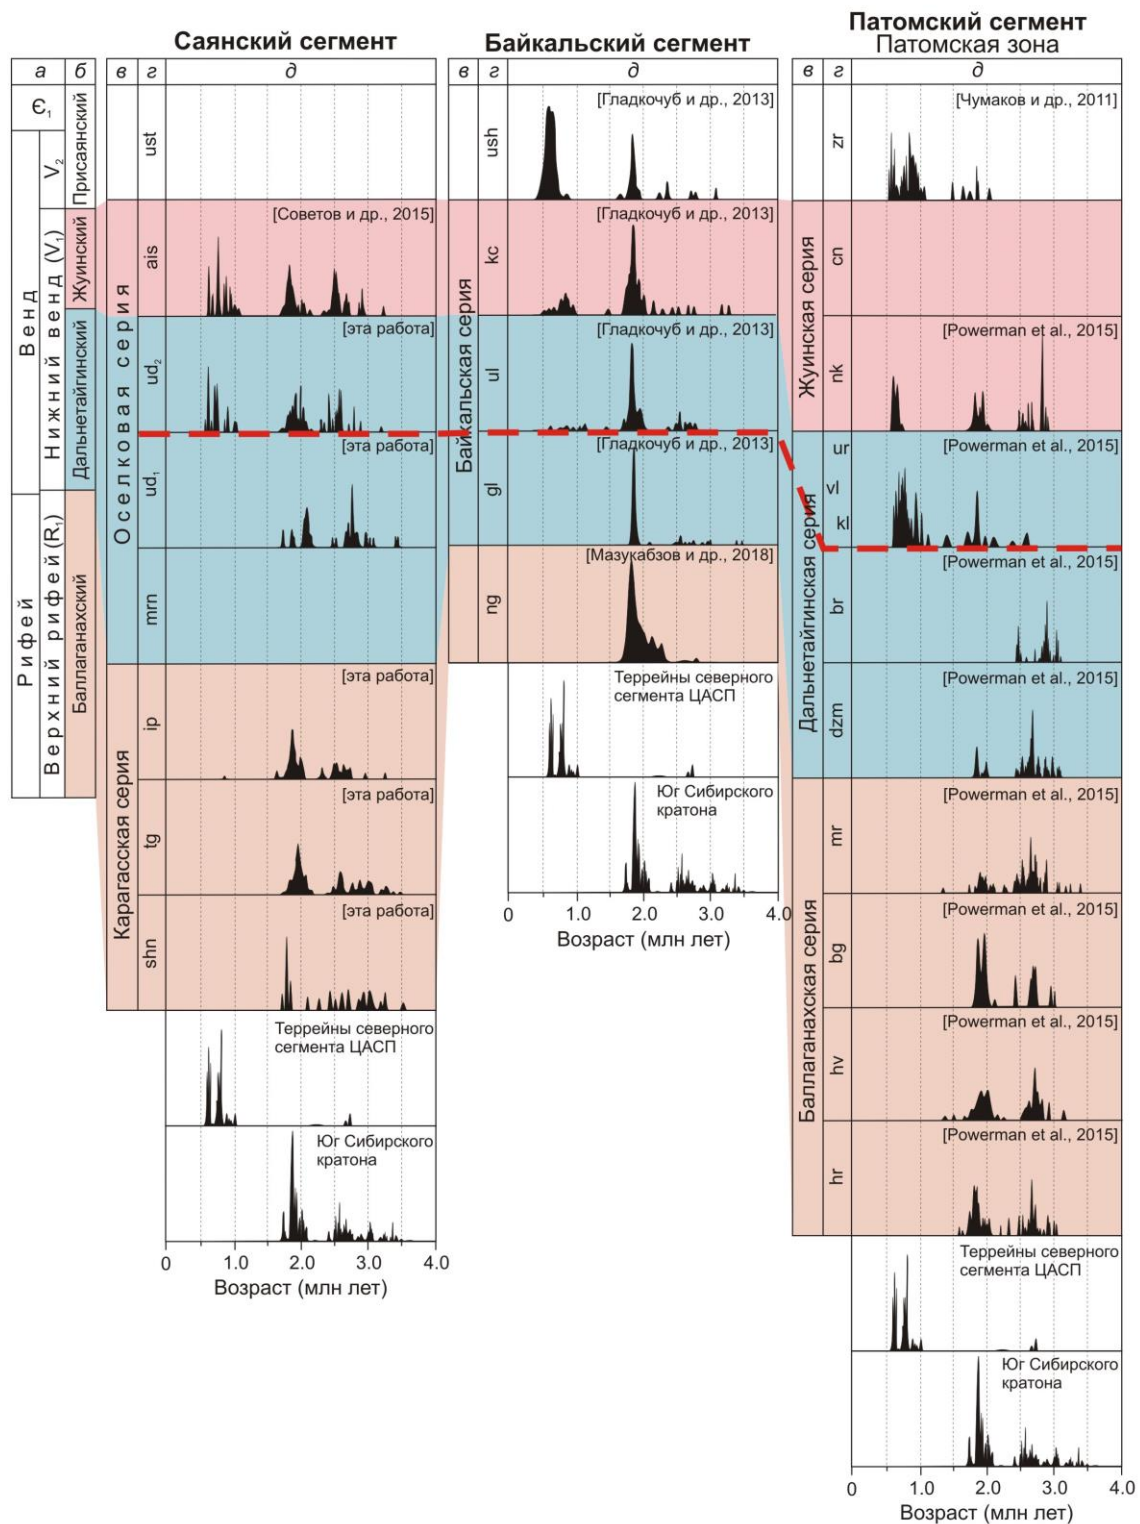 Саянский сегмент
Байкальский сегмент
Патомский сегмент
Патомская зона
а
б
в
г
д
в
г
д
в
г
д
Є₁
Венд
Рифей
V₂
Нижний венд (V₁)
Верхний рифей (R₁)
Присаянский
Жуинский
Дальнетайгинский
Баллаганахский
Оселковая серия
Карагасская серия
ust
ais
[Советов и др., 2015]
ud₂
[эта работа]
ud₁
[эта работа]
mrn
ip
[эта работа]
tg
[эта работа]
shn
[эта работа]
Террейны северного
сегмента ЦАСП
Юг Сибирского
кратона
0
1.0
2.0
3.0
4.0
Возраст (млн лет)
Байкальская серия
ush
[Гладкочуб и др., 2013]
kc
[Гладкочуб и др., 2013]
ul
[Гладкочуб и др., 2013]
gl
[Гладкочуб и др., 2013]
ng
[Мазукабзов и др., 2018]
Террейны северного
сегмента ЦАСП
Юг Сибирского
кратона
0
1.0
2.0
3.0
4.0
Возраст (млн лет)
Жуинская серия
Дальнетайгинская серия
Баллаганахская серия
zr
[Чумаков и др., 2011]
cn
nk
[Powerman et al., 2015]
ur
vl
kl
[Powerman et al., 2015]
br
[Powerman et al., 2015]
dzm
[Powerman et al., 2015]
mr
[Powerman et al., 2015]
bg
[Powerman et al., 2015]
hv
[Powerman et al., 2015]
hr
[Powerman et al., 2015]
Террейны северного
сегмента ЦАСП
Юг Сибирского
кратона
0
1.0
2.0
3.0
4.0
Возраст (млн лет)